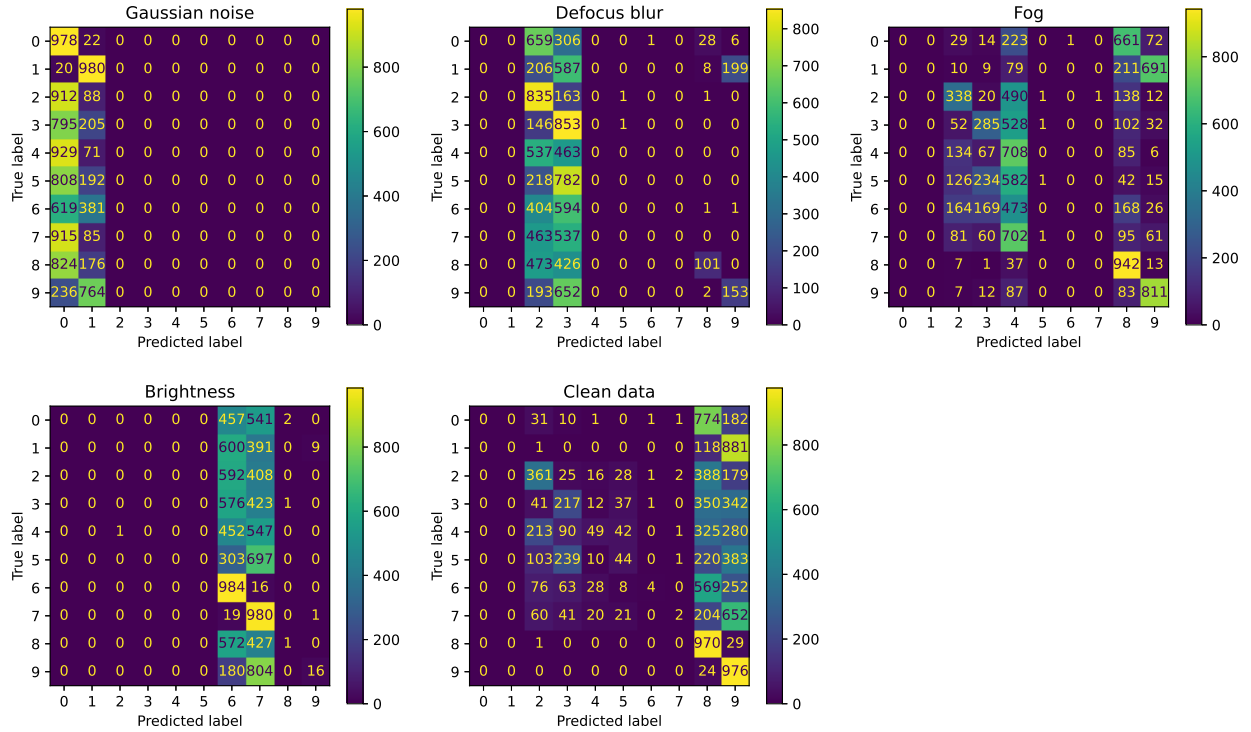 Gaussian noise
0 978 22 0 0 0 0 0 0 0 0
1 20 980 0 0 0 0 0 0 0 0
2 912 88 0 0 0 0 0 0 0 0
3 795 205 0 0 0 0 0 0 0 0
4 929 71 0 0 0 0 0 0 0 0
5 808 192 0 0 0 0 0 0 0 0
6 619 381 0 0 0 0 0 0 0 0
7 915 85 0 0 0 0 0 0 0 0
8 824 176 0 0 0 0 0 0 0 0
9 236 764 0 0 0 0 0 0 0 0
0 1 2 3 4 5 6 7 8 9
Predicted label
True label
800
600
400
200
0
Defocus blur
0 0 0 659 306 0 0 1 0 28 6
1 0 0 206 587 0 0 0 0 8 199
2 0 0 835 163 0 1 0 0 1 0
3 0 0 146 853 0 1 0 0 0 0
4 0 0 537 463 0 0 0 0 0 0
5 0 0 218 782 0 0 0 0 0 0
6 0 0 404 594 0 0 0 0 1 1
7 0 0 463 537 0 0 0 0 0 0
8 0 0 473 426 0 0 0 0 101 0
9 0 0 193 652 0 0 0 0 2 153
0 1 2 3 4 5 6 7 8 9
Predicted label
True label
800
700
600
500
400
300
200
100
0
Fog
0 0 0 29 14 223 0 1 0 661 72
1 0 0 10 9 79 0 0 0 211 691
2 0 0 338 20 490 1 0 1 138 12
3 0 0 52 285 528 1 0 0 102 32
4 0 0 134 67 708 0 0 0 85 6
5 0 0 126 234 582 1 0 0 42 15
6 0 0 164 169 473 0 0 0 168 26
7 0 0 81 60 702 1 0 0 95 61
8 0 0 7 1 37 0 0 0 942 13
9 0 0 7 12 87 0 0 0 83 811
0 1 2 3 4 5 6 7 8 9
Predicted label
True label
800
600
400
200
0
Brightness
0 0 0 0 0 0 0 457 541 2 0
1 0 0 0 0 0 0 600 391 0 9
2 0 0 0 0 0 0 592 408 0 0
3 0 0 0 0 0 0 576 423 1 0
4 0 0 1 0 0 0 452 547 0 0
5 0 0 0 0 0 0 303 697 0 0
6 0 0 0 0 0 0 984 16 0 0
7 0 0 0 0 0 0 19 980 0 1
8 0 0 0 0 0 0 572 427 1 0
9 0 0 0 0 0 0 180 804 0 16
0 1 2 3 4 5 6 7 8 9
Predicted label
True label
800
600
400
200
0
Clean data
0 0 0 31 10 1 0 1 1 774 182
1 0 0 1 0 0 0 0 0 118 881
2 0 0 361 25 16 28 1 2 388 179
3 0 0 41 217 12 37 1 0 350 342
4 0 0 213 90 49 42 0 1 325 280
5 0 0 103 239 10 44 0 1 220 383
6 0 0 76 63 28 8 4 0 569 252
7 0 0 60 41 20 21 0 2 204 652
8 0 0 1 0 0 0 0 0 970 29
9 0 0 0 0 0 0 0 0 24 976
0 1 2 3 4 5 6 7 8 9
Predicted label
True label
800
600
400
200
0